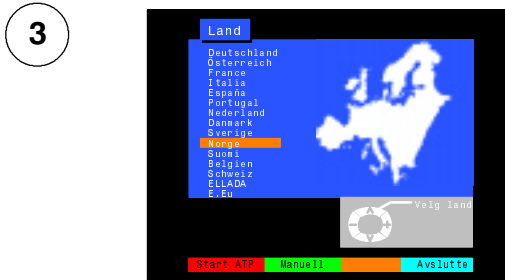 3
Land
Deutschland
Österreich
France
Italia
España
Portugal
Nederland
Danmark
Sverige
Norge
Suomi
Belgien
Schweiz
ELLADA
E.Eu
Velg land
Start ATP Manuell Avslutte